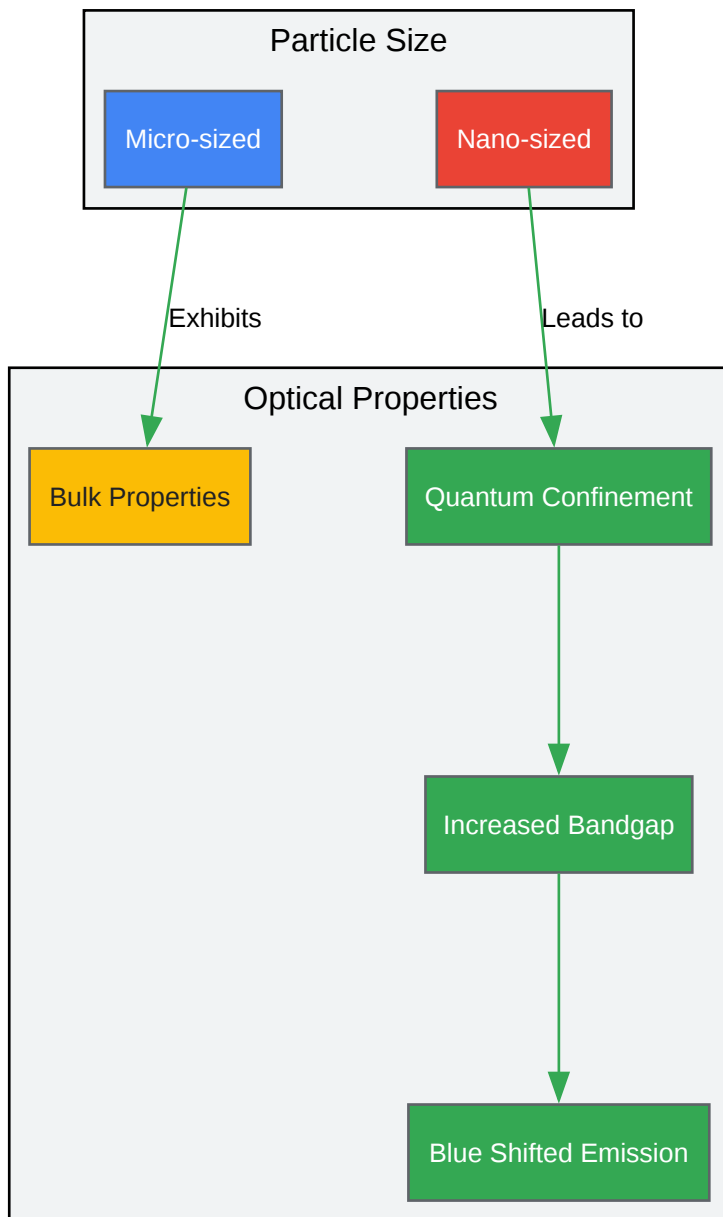 Particle Size
Micro-sized
Nano-sized
Exhibits
Leads to
Optical Properties
Bulk Properties
Quantum Confinement
Increased Bandgap
Blue Shifted Emission